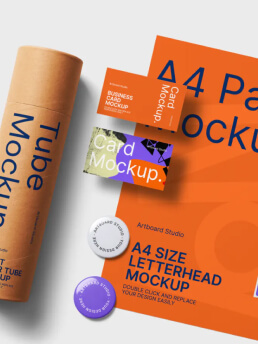 A4 Pa
Mocku
BUSINESS
CARD
MOCKUP
Card
Mockup.
Card
Mockup.
Tube
Mockup.
Artboard Studio
A4 SIZE
LETTERHEAD
MOCKUP
DOUBLE CLICK AND REPLACE
YOUR DESIGN EASILY